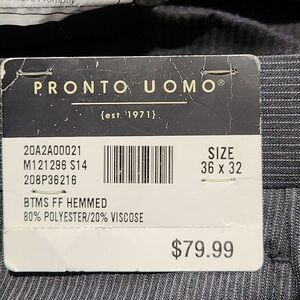 PRONTO UOMO®
{est. 1971}
20A2A00021
M121286 S14
208P36216
SIZE
36 x 32
BTMS FF HEMMED
80% POLYESTER/20% VISCOSE
$79.99